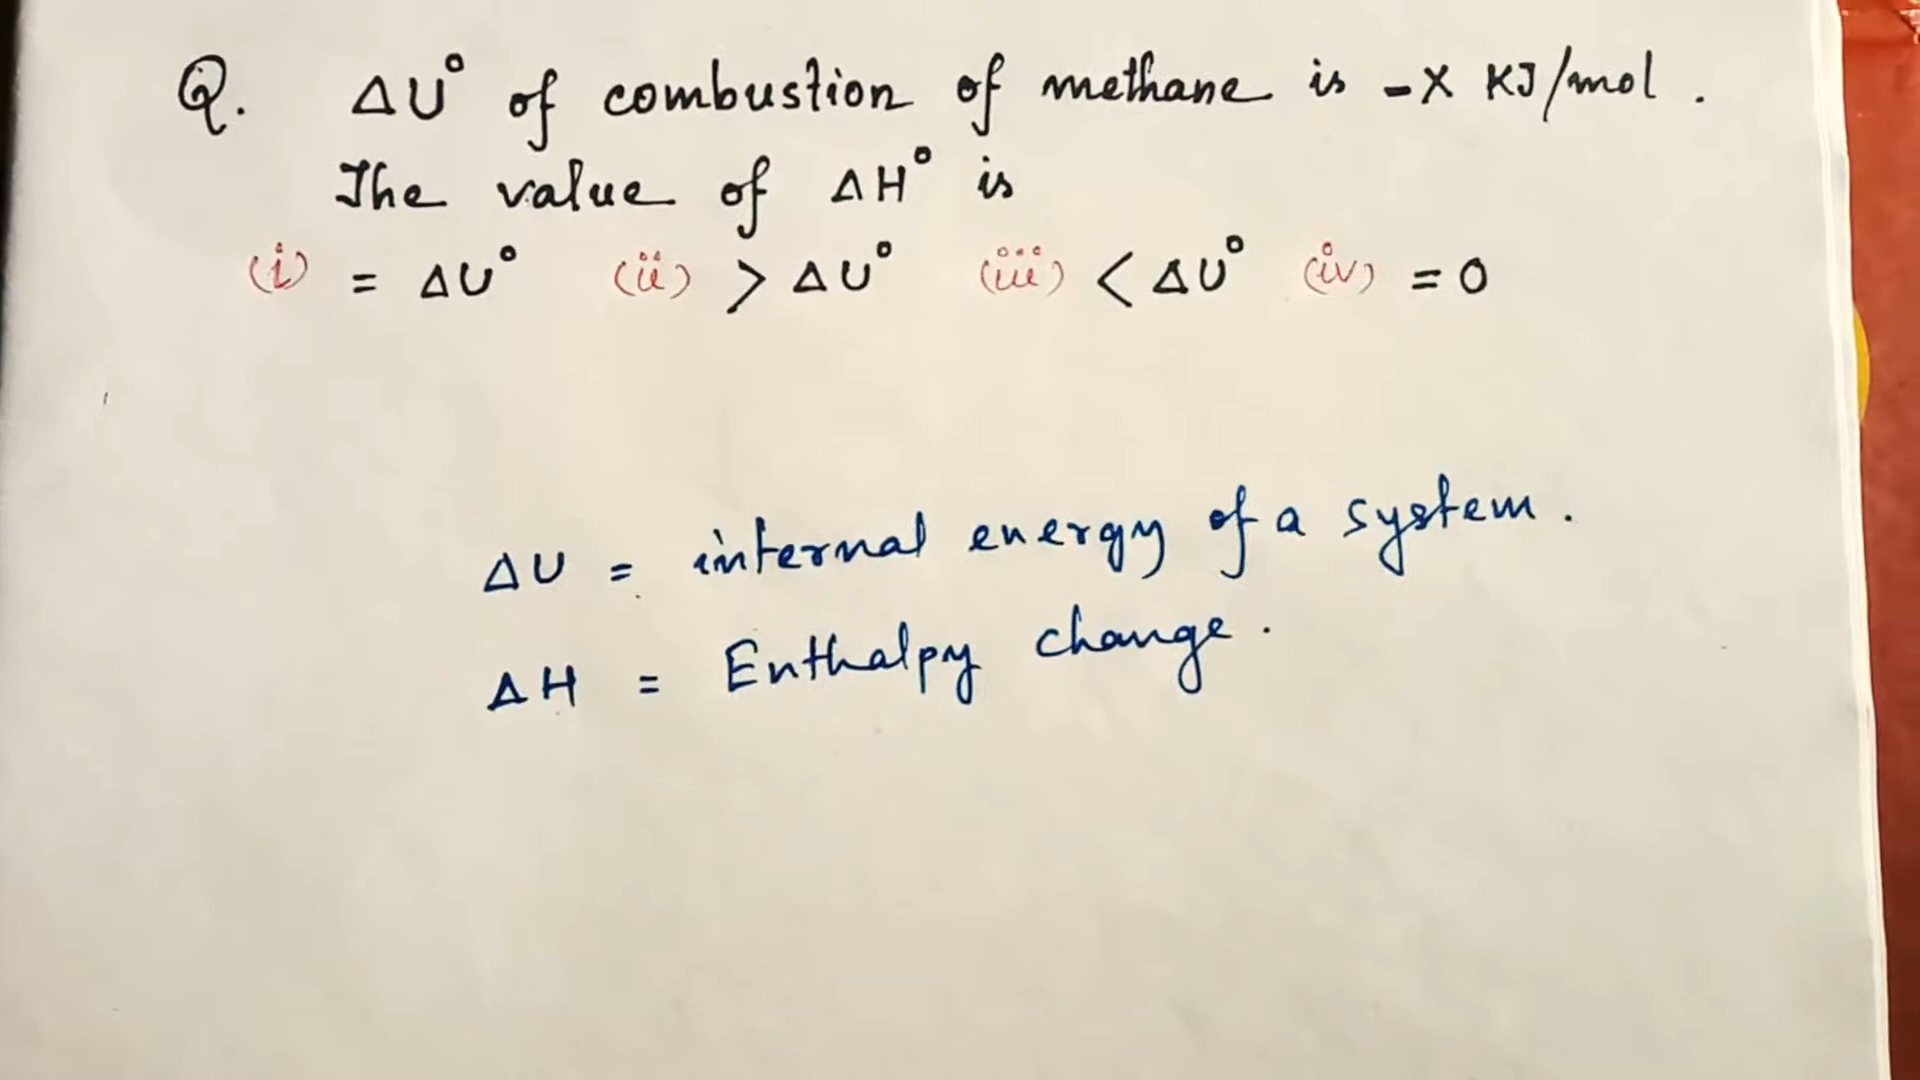 Q. ΔU° of combustion of methane is -X KJ/mol.
The value of ΔH° is
(i) = ΔU° (ii) > ΔU° (iii) < ΔU° (iv) = 0
ΔU = internal energy of a system.
ΔH = Enthalpy change.